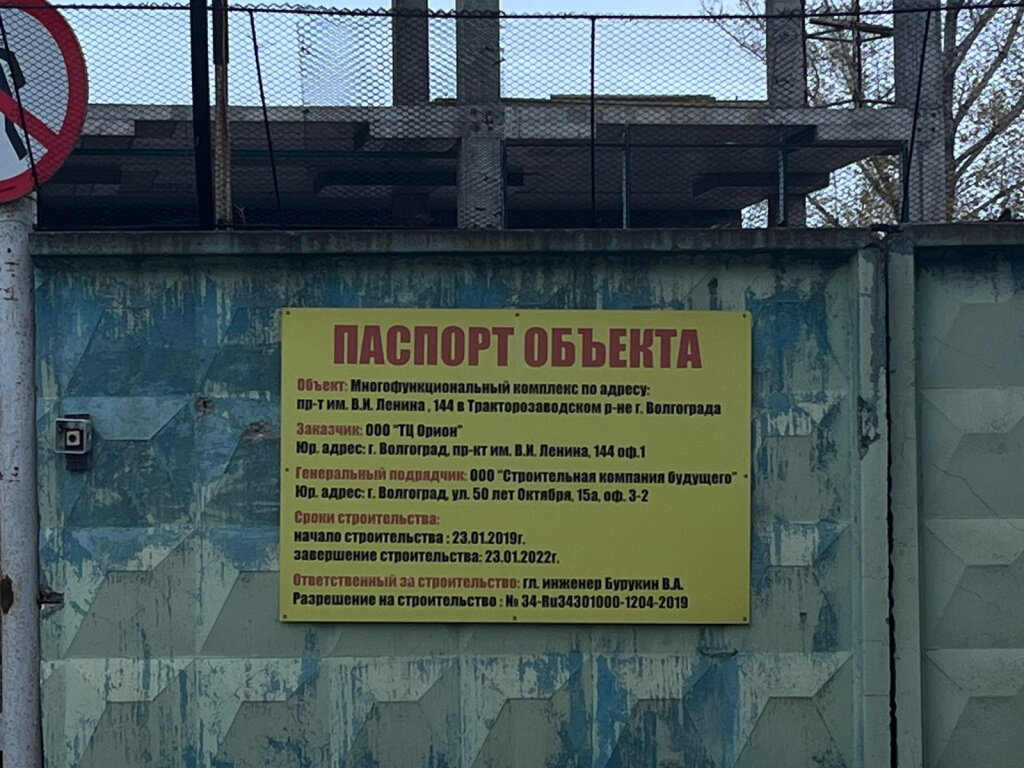 ПАСПОРТ ОБЪЕКТА
Объект: Многофункциональный комплекс по адресу:
пр-т им. В.И. Ленина , 144 в Тракторозаводском р-не г. Волгограда
Заказчик: ООО "ТЦ Орион"
Юр. адрес: г. Волгоград, пр-кт им. В.И. Ленина, 144 оф.1
Генеральный подрядчик: ООО "Строительная компания будущего"
Юр. адрес: г. Волгоград, ул. 50 лет Октября, 15а, оф. 3-2
Сроки строительства:
начало строительства : 23.01.2019г.
завершение строительства: 23.01.2022г.
Ответственный за строительство: гл. инженер Бурукин В.А.
Разрешение на строительство : № 34-Ru34301000-1204-2019